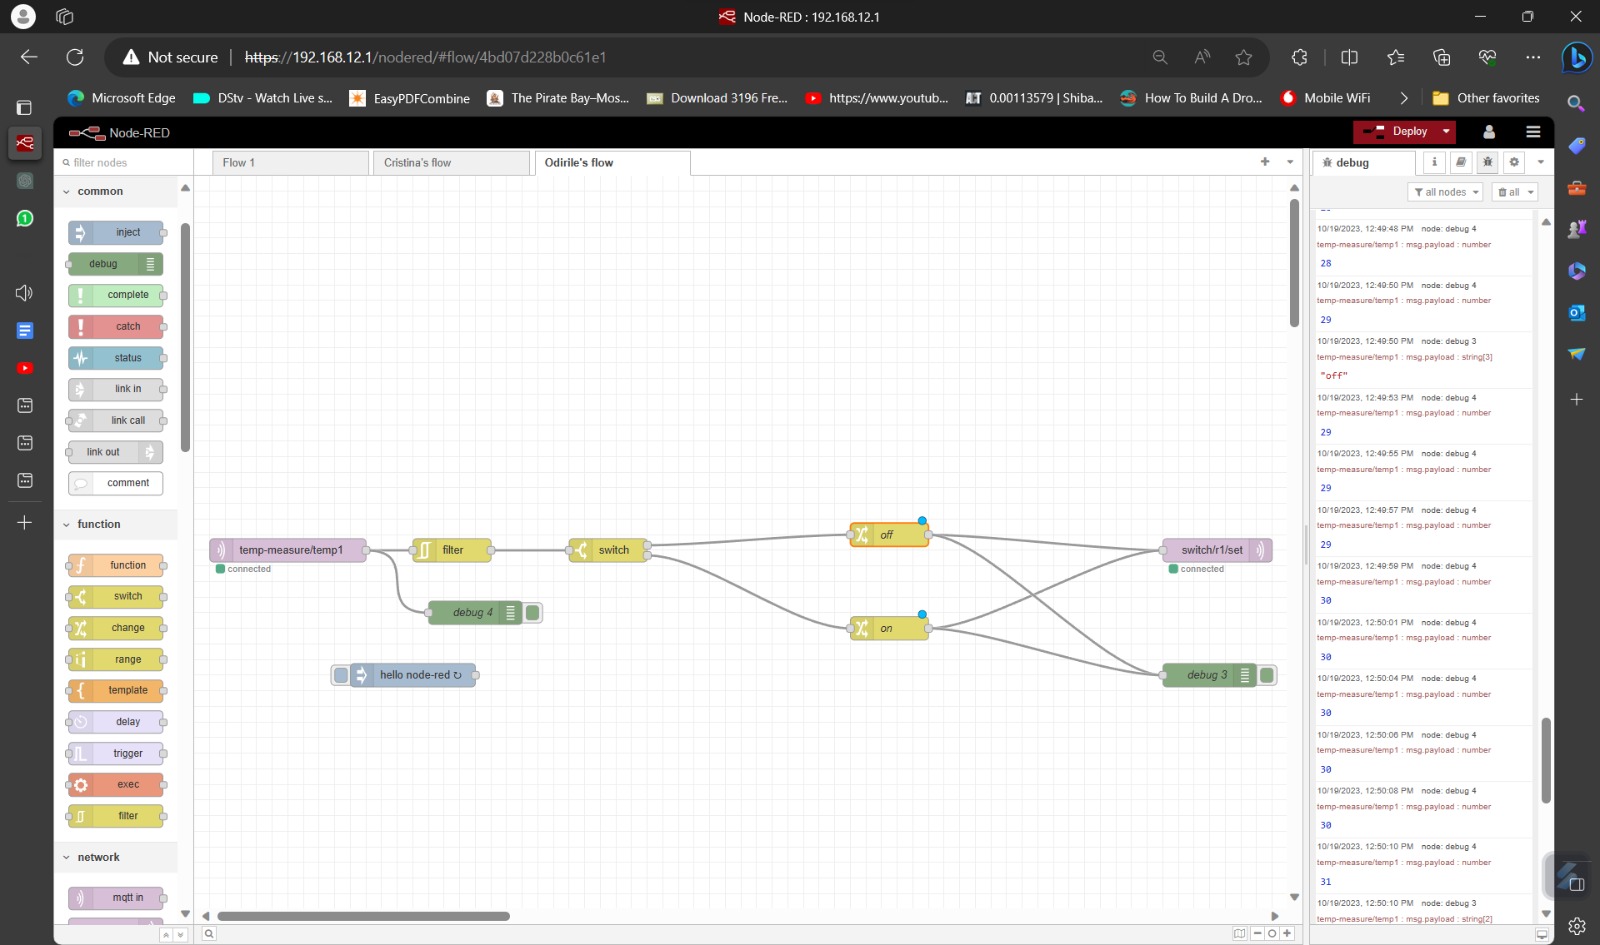 Node-RED : 192.168.12.1
Not secure
https://192.168.12.1/nodered/#flow/4bd07d228b0c61e1
Microsoft Edge
DStv - Watch Live s...
EasyPDFCombine
The Pirate Bay–Mos...
Download 3196 Fre...
https://www.youtub...
0.00113579 | Shiba...
How To Build A Dro...
Mobile WiFi
Other favorites
Node-RED
Deploy
filter nodes
Flow 1
Cristina's flow
Odirile's flow
debug
all nodes
all
common
inject
debug
complete
catch
status
link in
link call
link out
comment
function
function
switch
change
range
template
delay
trigger
exec
filter
network
mqtt in
temp-measure/temp1
connected
filter
switch
off
on
switch/r1/set
connected
debug 4
hello node-red ↻
debug 3
10/19/2023, 12:49:48 PM node: debug 4
temp-measure/temp1 : msg.payload : number
28
10/19/2023, 12:49:50 PM node: debug 4
temp-measure/temp1 : msg.payload : number
29
10/19/2023, 12:49:50 PM node: debug 3
temp-measure/temp1 : msg.payload : string[3]
"off"
10/19/2023, 12:49:53 PM node: debug 4
temp-measure/temp1 : msg.payload : number
29
10/19/2023, 12:49:55 PM node: debug 4
temp-measure/temp1 : msg.payload : number
29
10/19/2023, 12:49:57 PM node: debug 4
temp-measure/temp1 : msg.payload : number
29
10/19/2023, 12:49:59 PM node: debug 4
temp-measure/temp1 : msg.payload : number
30
10/19/2023, 12:50:01 PM node: debug 4
temp-measure/temp1 : msg.payload : number
30
10/19/2023, 12:50:04 PM node: debug 4
temp-measure/temp1 : msg.payload : number
30
10/19/2023, 12:50:06 PM node: debug 4
temp-measure/temp1 : msg.payload : number
30
10/19/2023, 12:50:08 PM node: debug 4
temp-measure/temp1 : msg.payload : number
30
10/19/2023, 12:50:10 PM node: debug 4
temp-measure/temp1 : msg.payload : number
31
10/19/2023, 12:50:10 PM node: debug 3
temp-measure/temp1 : msg.payload : string[2]